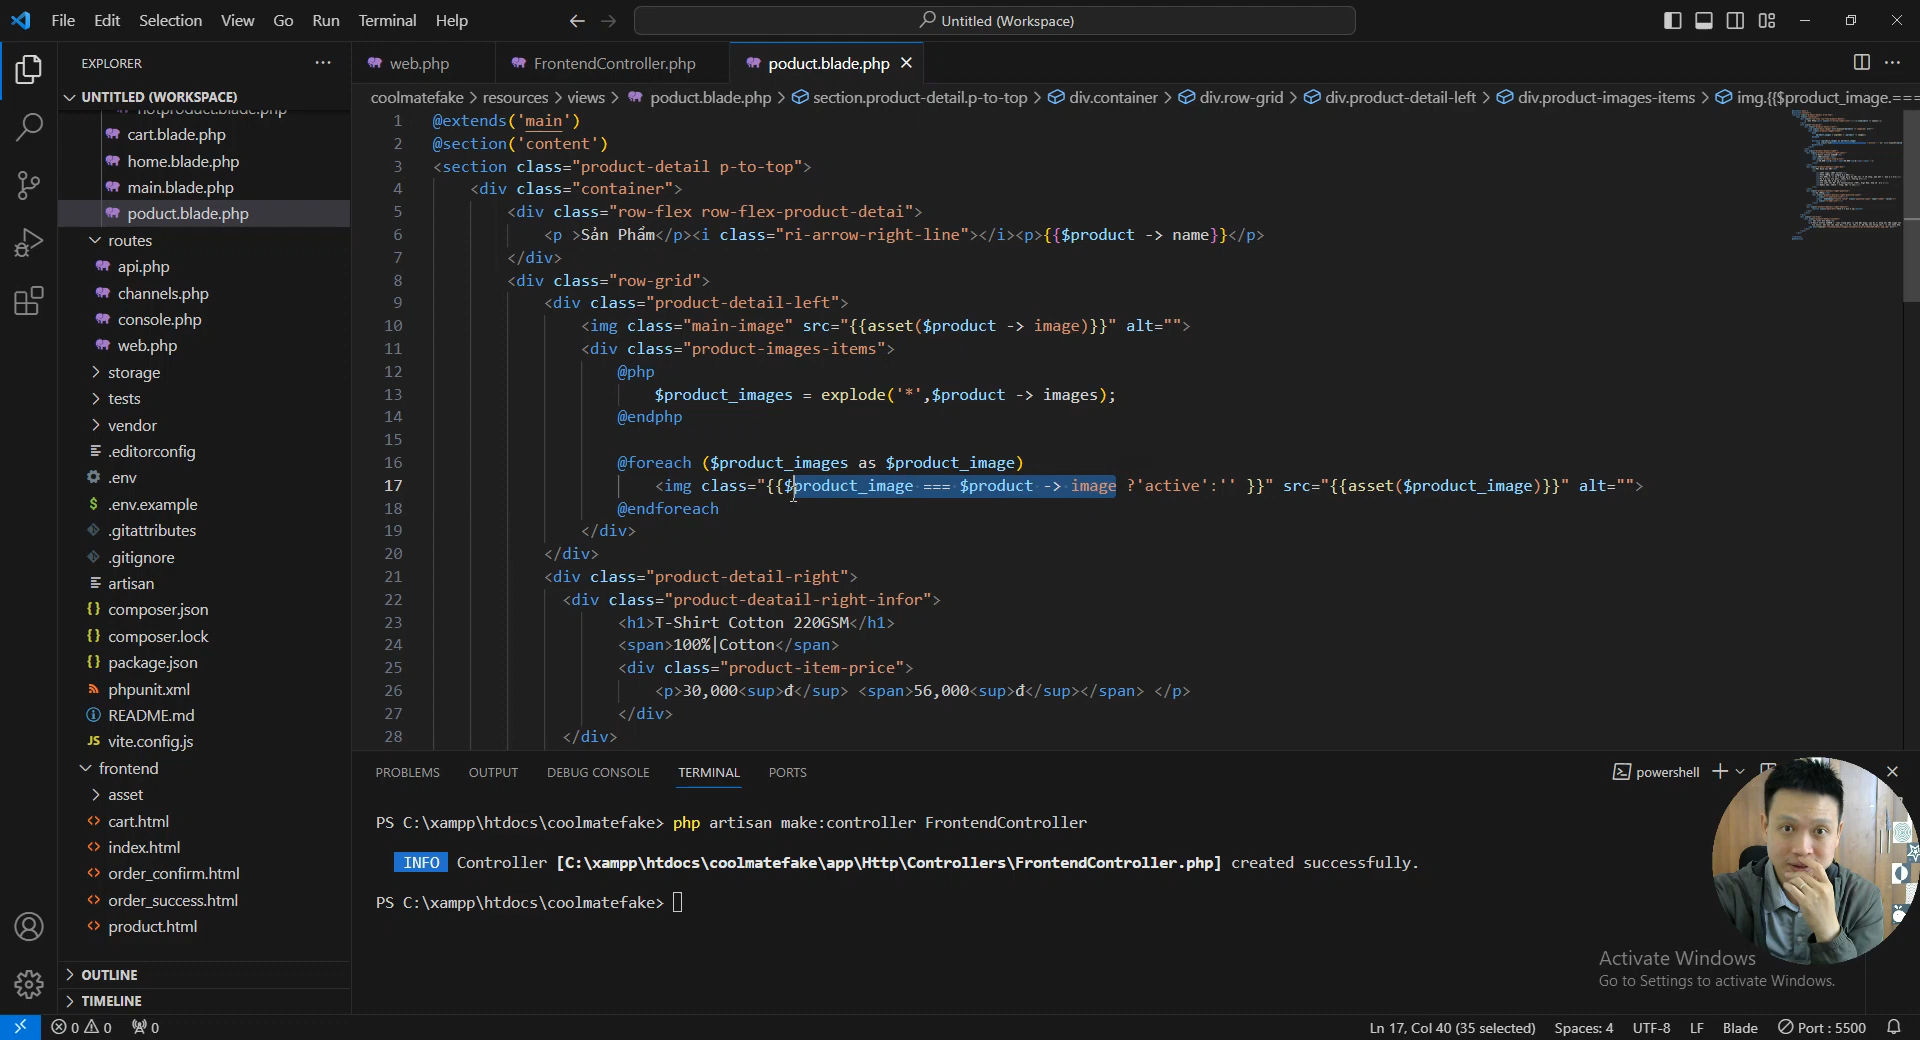 File Edit Selection View Go Run Terminal Help
Untitled (Workspace)
EXPLORER
UNTITLED (WORKSPACE)
hotproduct.blade.php
cart.blade.php
home.blade.php
main.blade.php
poduct.blade.php
routes
api.php
channels.php
console.php
web.php
storage
tests
vendor
.editorconfig
.env
.env.example
.gitattributes
.gitignore
artisan
composer.json
composer.lock
package.json
phpunit.xml
README.md
vite.config.js
frontend
asset
cart.html
index.html
order_confirm.html
order_success.html
product.html
OUTLINE
TIMELINE
web.php FrontendController.php poduct.blade.php
coolmatefake > resources > views > poduct.blade.php > section.product-detail.p-to-top > div.container > div.row-grid > div.product-detail-left > div.product-images-items > img.{{$product_image.===
1 @extends('main')
2 @section('content')
3 <section class="product-detail p-to-top">
4 <div class="container">
5 <div class="row-flex row-flex-product-detai">
6 <p >Sản Phẩm</p><i class="ri-arrow-right-line"></i><p>{{$product -> name}}</p>
7 </div>
8 <div class="row-grid">
9 <div class="product-detail-left">
10 <img class="main-image" src="{{asset($product -> image)}}" alt="">
11 <div class="product-images-items">
12 @php
13 $product_images = explode('*',$product -> images);
14 @endphp
15
16 @foreach ($product_images as $product_image)
17 <img class="{{$product_image === $product -> image ?'active':'' }}" src="{{asset($product_image)}}" alt="">
18 @endforeach
19 </div>
20 </div>
21 <div class="product-detail-right">
22 <div class="product-deatail-right-infor">
23 <h1>T-Shirt Cotton 220GSM</h1>
24 <span>100%|Cotton</span>
25 <div class="product-item-price">
26 <p>30,000<sup>đ</sup> <span>56,000<sup>đ</sup></span> </p>
27 </div>
28 </div>
PROBLEMS OUTPUT DEBUG CONSOLE TERMINAL PORTS
powershell
PS C:\xampp\htdocs\coolmatefake> php artisan make:controller FrontendController
INFO Controller [C:\xampp\htdocs\coolmatefake\app\Http\Controllers\FrontendController.php] created successfully.
PS C:\xampp\htdocs\coolmatefake>
Activate Windows
Go to Settings to activate Windows.
0 0 0 Ln 17, Col 40 (35 selected) Spaces: 4 UTF-8 LF Blade Port : 5500